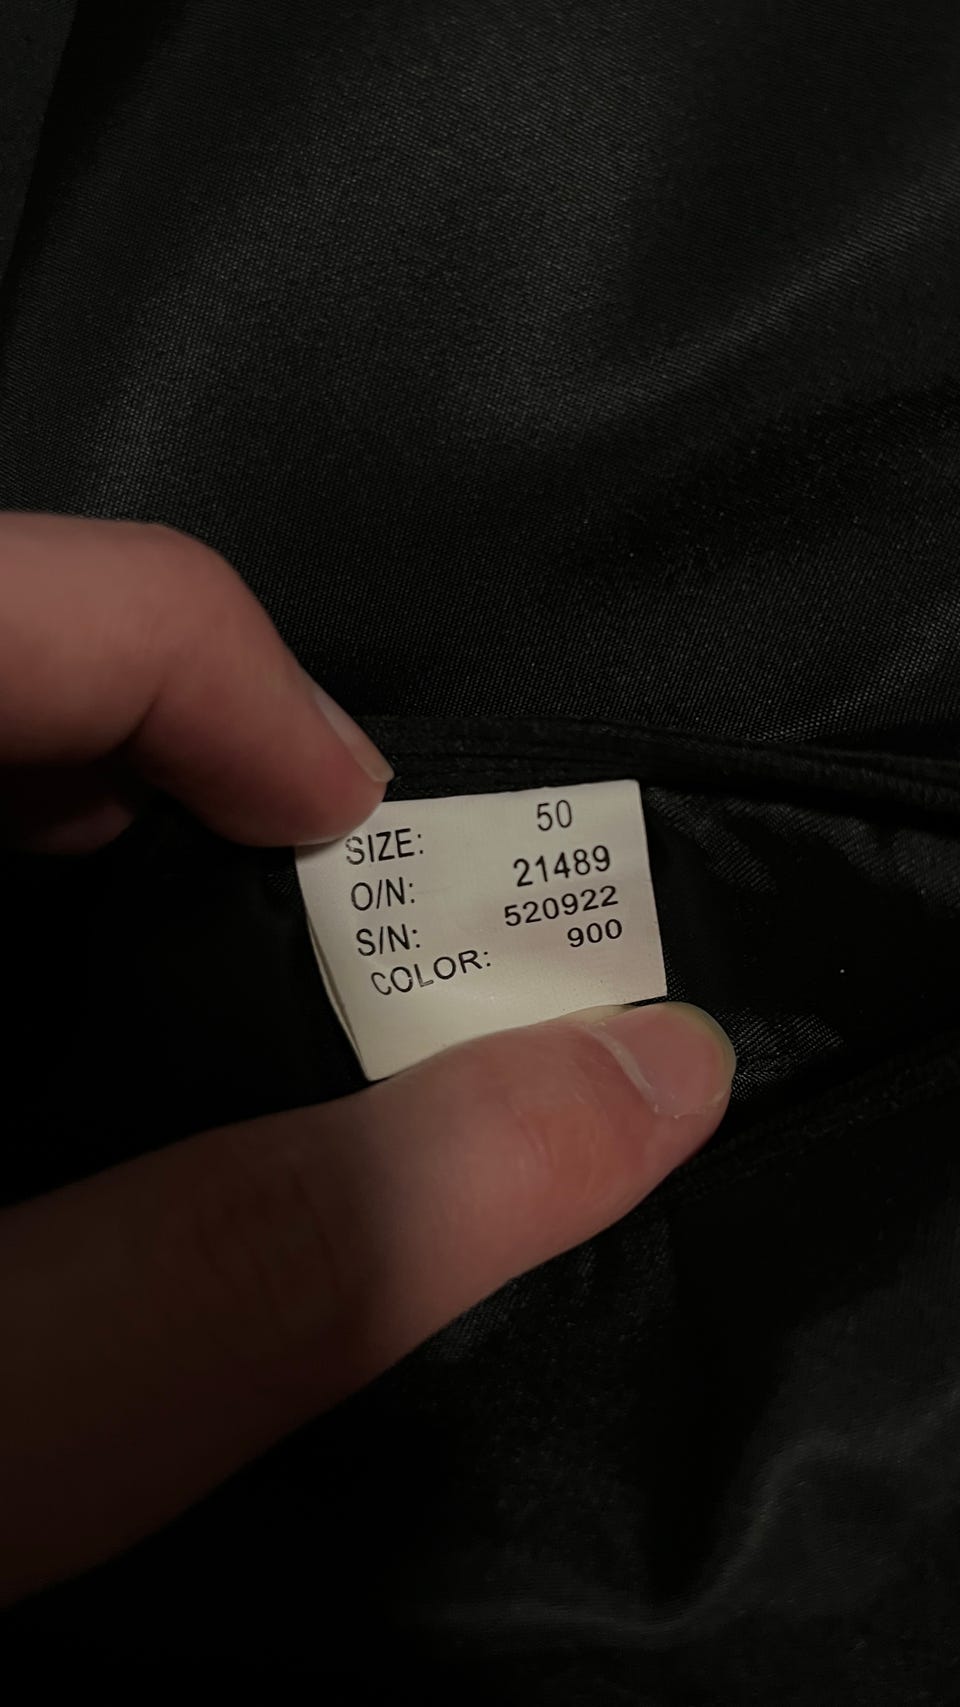 SIZE: 50
O/N: 21489
S/N: 520922
COLOR: 900